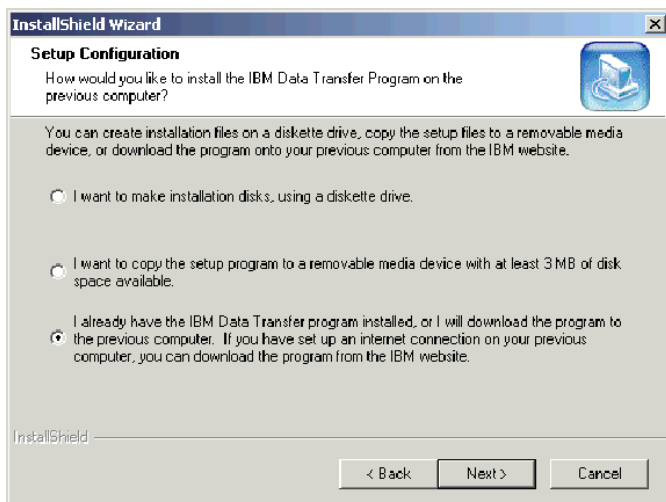 InstallShield Wizard
Setup Configuration
How would you like to install the IBM Data Transfer Program on the
previous computer?
You can create installation files on a diskette drive, copy the setup files to a removable media
device, or download the program onto your previous computer from the IBM website.
I want to make installation disks, using a diskette drive.
I want to copy the setup program to a removable media device with at least 3 MB of disk
space available.
I already have the IBM Data Transfer program installed, or I will download the program to
the previous computer. If you have set up an internet connection on your previous
computer, you can download the program from the IBM website.
InstallShield
< Back
Next >
Cancel